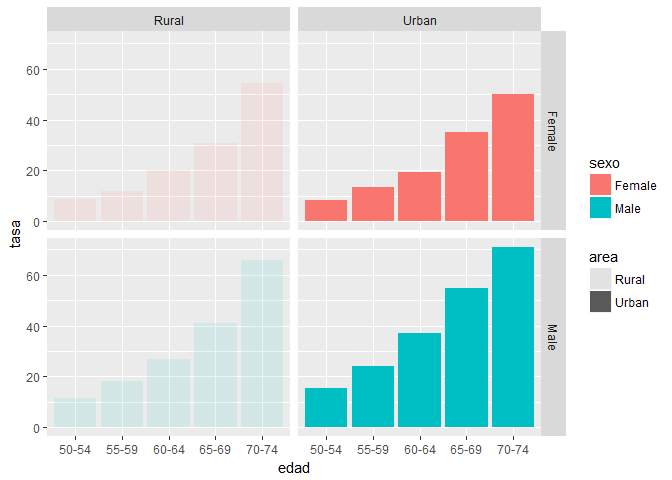 Rural Urban
60
40
20
0
Female
60
40
20
0
Male
tasa
50-54 55-59 60-64 65-69 70-74 50-54 55-59 60-64 65-69 70-74
edad
sexo
Female
Male
area
Rural
Urban